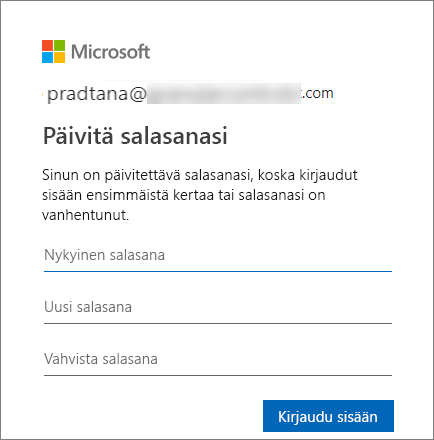 Microsoft
pradtana@ .com
Päivitä salasanasi
Sinun on päivitettävä salasanasi, koska kirjaudut
sisään ensimmäistä kertaa tai salasanasi on
vanhentunut.
Nykyinen salasana
Uusi salasana
Vahvista salasana
Kirjaudu sisään